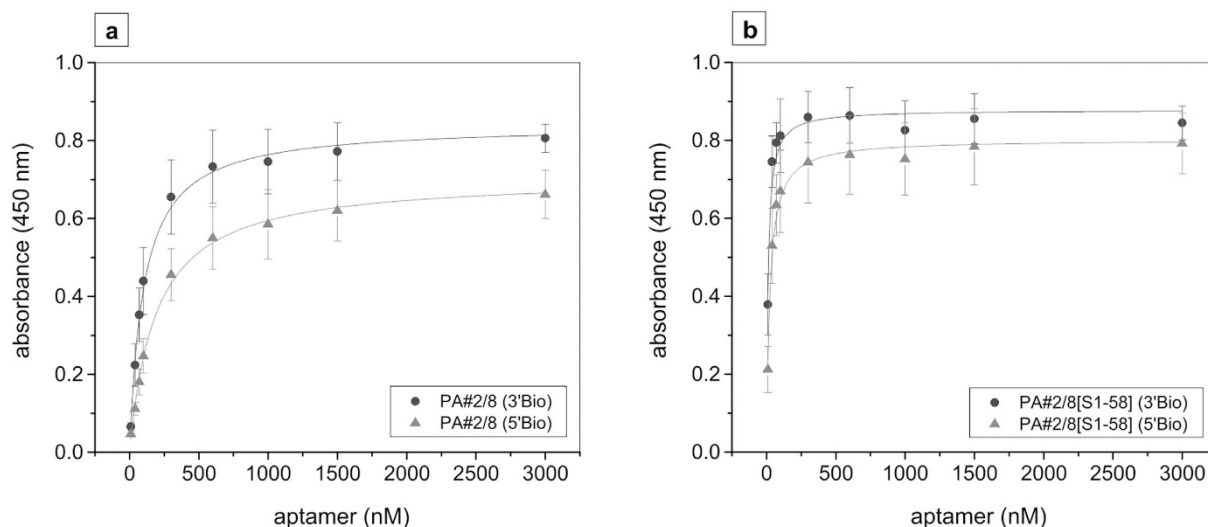 a
1.0
0.8
0.6
0.4
0.2
0.0
absorbance (450 nm)
0 500 1000 1500 2000 2500 3000
aptamer (nM)
PA#2/8 (3'Bio)
PA#2/8 (5'Bio)
b
1.0
0.8
0.6
0.4
0.2
0.0
absorbance (450 nm)
0 500 1000 1500 2000 2500 3000
aptamer (nM)
PA#2/8[S1-58] (3'Bio)
PA#2/8[S1-58] (5'Bio)